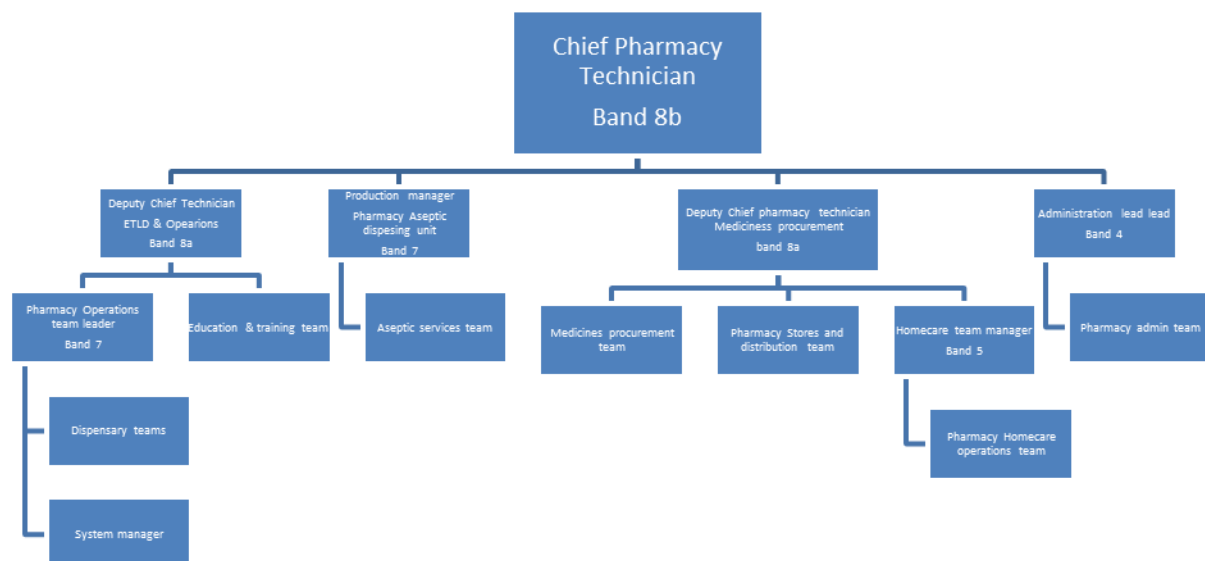 Chief Pharmacy
Technician
Band 8b
Deputy Chief Technician
ETLD & Opearions
Band 8a
Production manager
Pharmacy Aseptic
dispesing unit
Band 7
Deputy Chief pharmacy technician
Mediciness procurement
band 8a
Administration lead lead
Band 4
Pharmacy Operations
team leader
Band 7
Education & training team
Aseptic services team
Medicines procurement
team
Pharmacy Stores and
distribution team
Homecare team manager
Band 5
Pharmacy admin team
Dispensary teams
Pharmacy Homecare
operations team
System manager